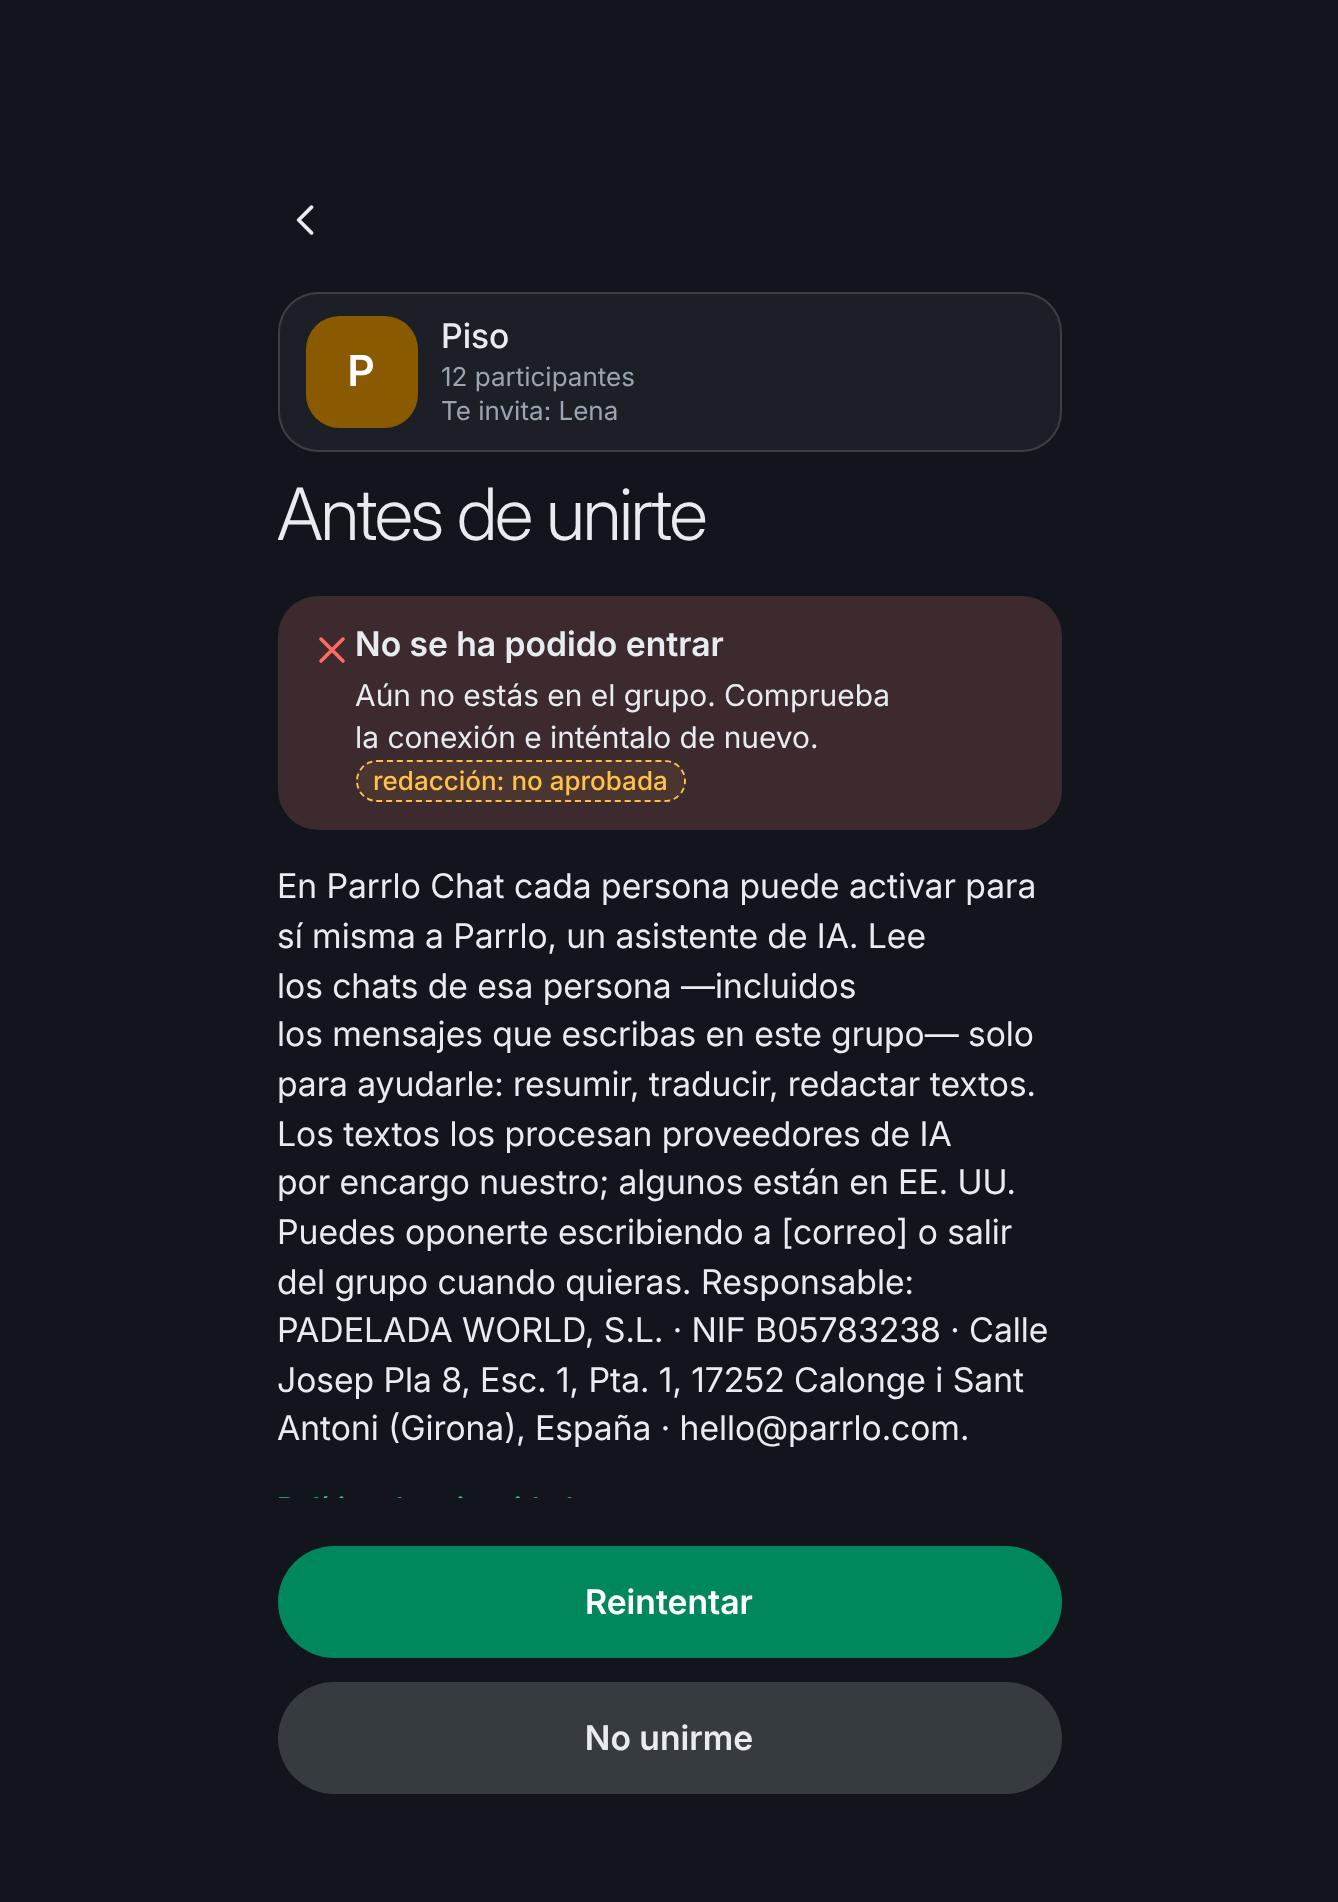 P
Piso
12 participantes
Te invita: Lena
Antes de unirte
No se ha podido entrar
Aún no estás en el grupo. Comprueba
la conexión e inténtalo de nuevo.
redacción: no aprobada
En Parrlo Chat cada persona puede activar para
sí misma a Parrlo, un asistente de IA. Lee
los chats de esa persona —incluidos
los mensajes que escribas en este grupo— solo
para ayudarle: resumir, traducir, redactar textos.
Los textos los procesan proveedores de IA
por encargo nuestro; algunos están en EE. UU.
Puedes oponerte escribiendo a [correo] o salir
del grupo cuando quieras. Responsable:
PADELADA WORLD, S.L. · NIF B05783238 · Calle
Josep Pla 8, Esc. 1, Pta. 1, 17252 Calonge i Sant
Antoni (Girona), España · hello@parrlo.com.
Reintentar
No unirme